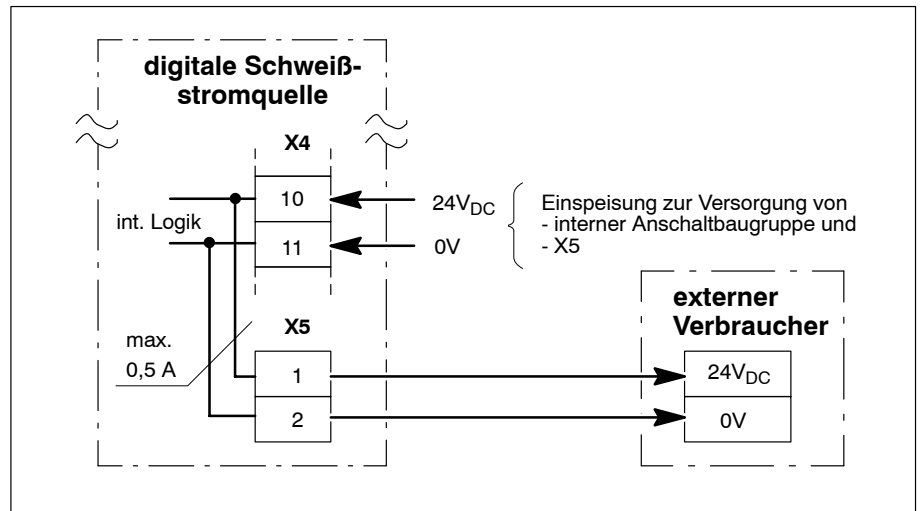 digitale Schweiß-
stromquelle
X4
10
11
int. Logik
24VDC
0V
Einspeisung zur Versorgung von
- interner Anschaltbaugruppe und
- X5
X5
max.
0,5 A
1
2
externer
Verbraucher
24VDC
0V